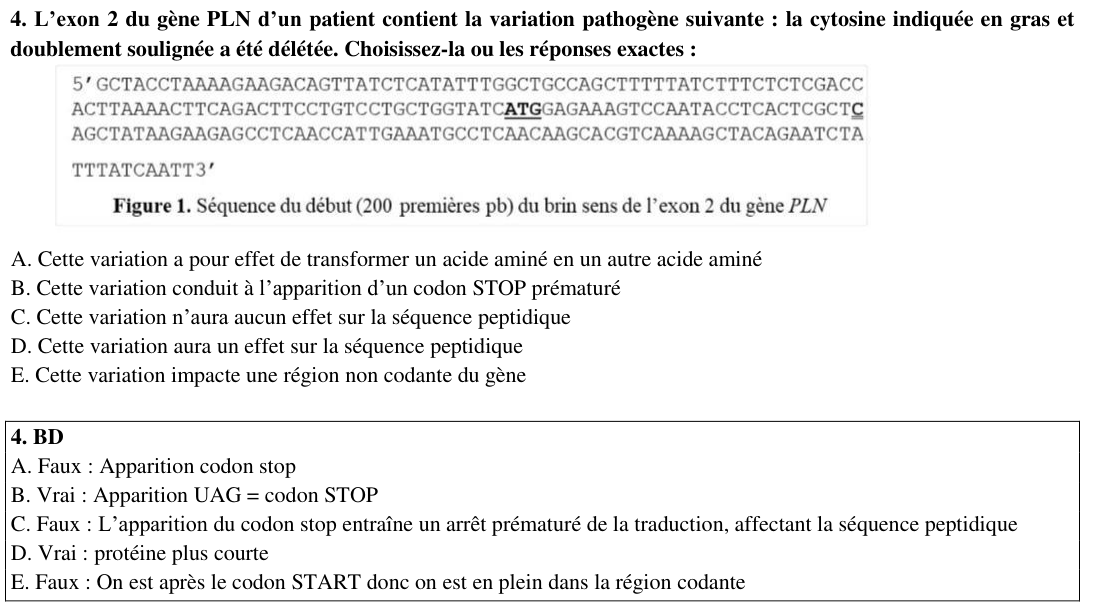 4. L’exon 2 du gène PLN d’un patient contient la variation pathogène suivante : la cytosine indiquée en gras et
doublement soulignée a été délétée. Choisissez-la ou les réponses exactes :
5’ GCTACCTAAAAGAAGACAGTTATCTCATATTTGGCTGCCAGCTTTTTATCTTTCTCTCGACC
ACTTAAAACTTCAGACTTCCTGTCCTGCTGGTATCATGGAGAAAGTCCAATACCTCACTCGCTC
AGCTATAAGAAGAGCCTCAACCATTGAAATGCCTCAACAAGCACGTCAAAAGCTACAGAATCTA
TTTATCAATT3’
Figure 1. Séquence du début (200 premières pb) du brin sens de l’exon 2 du gène PLN
A. Cette variation a pour effet de transformer un acide aminé en un autre acide aminé
B. Cette variation conduit à l’apparition d’un codon STOP prématuré
C. Cette variation n’aura aucun effet sur la séquence peptidique
D. Cette variation aura un effet sur la séquence peptidique
E. Cette variation impacte une région non codante du gène
4. BD
A. Faux : Apparition codon stop
B. Vrai : Apparition UAG = codon STOP
C. Faux : L’apparition du codon stop entraîne un arrêt prématuré de la traduction, affectant la séquence peptidique
D. Vrai : protéine plus courte
E. Faux : On est après le codon START donc on est en plein dans la région codante